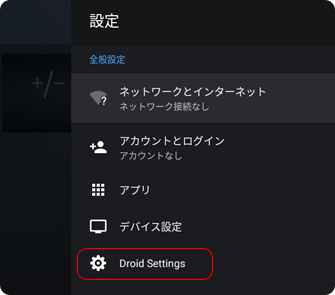 設定
全般設定
+/−
ネットワークとインターネット
ネットワーク接続なし
アカウントとログイン
アカウントなし
アプリ
デバイス設定
Droid Settings